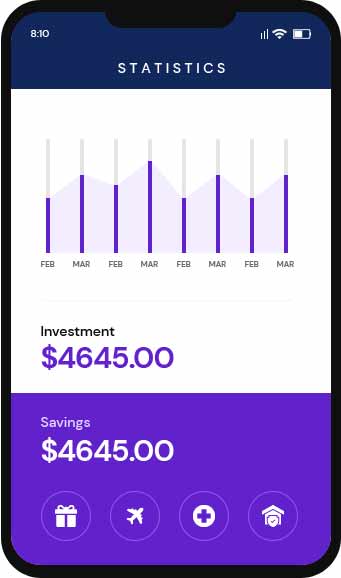 8:10
STATISTICS
FEB MAR FEB MAR FEB MAR FEB MAR
Investment
$4645.00
Savings
$4645.00